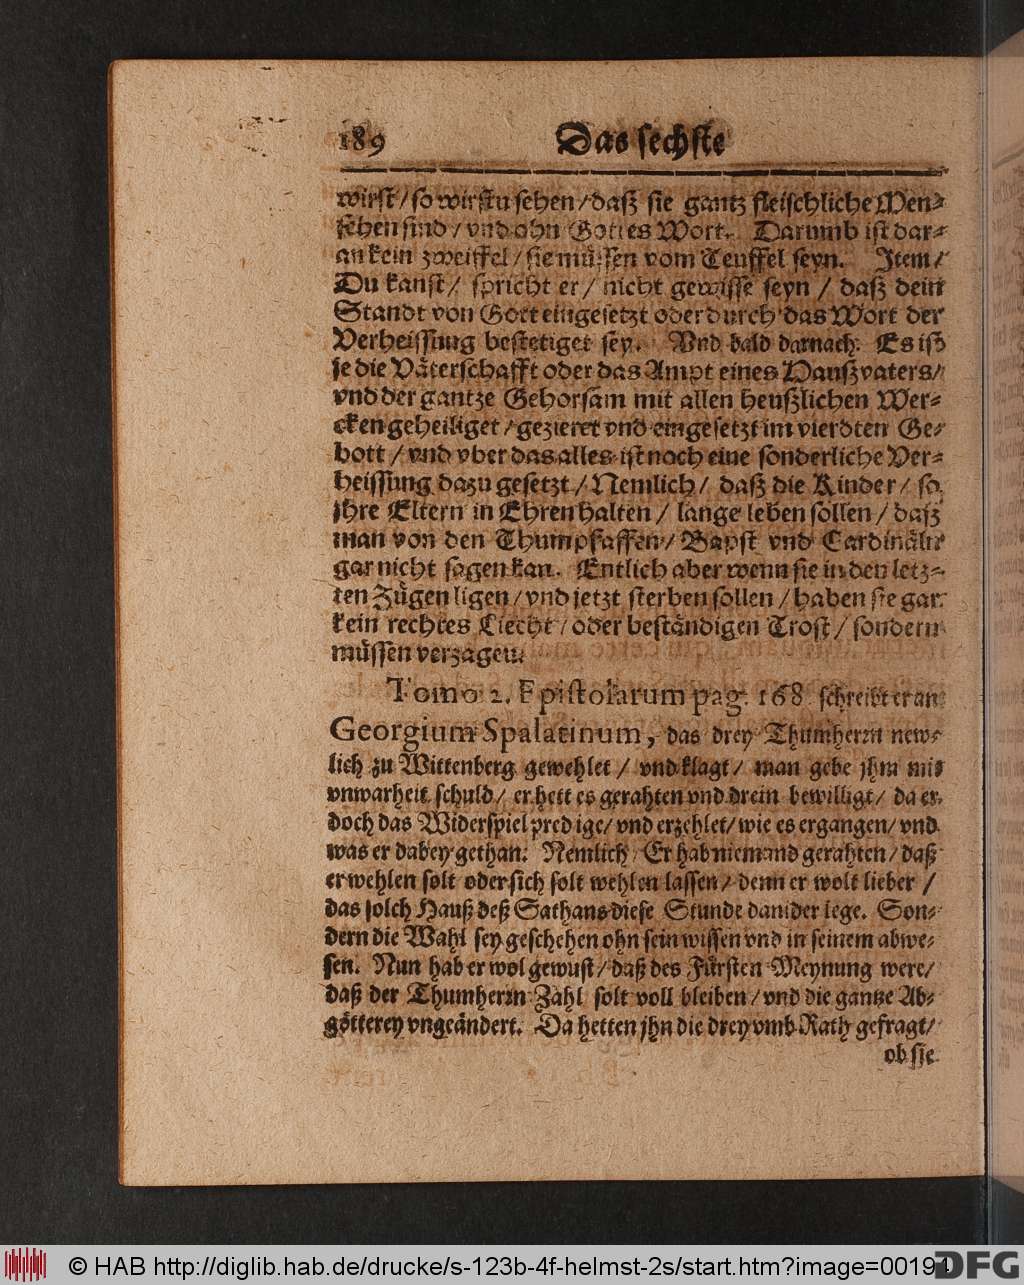 189 Das sechste
wirst / so wirstu sehen / daß sie gantz fleischliche Men-
schen sind / vnd ohn Gottes Wort. Darumb ist dar-
an kein zweiffel / sie müssen vom Teuffel seyn. Item /
Du kanst / spricht er / nicht gewisse seyn / daß dein
Standt von Gott eingesetzt oder durch das Wort der
Verheissung bestetiget sey. Vnd bald darnach: Es ist
je die Väterschafft oder das Ampt eines Haußvaters /
vnd der gantze Gehorsam mit allen heußlichen Wer-
cken geheiliget / gezieret vnd eingesetzt im vierdten Ge-
bott / vnd vber das alles ist noch eine sonderliche Ver-
heissung dazu gesetzt / Nemlich / daß die Kinder / so
jhre Eltern in Ehren halten / lange leben sollen / daß
man von den Thumpfaffen / Bapst vnd Cardinäln
gar nicht sagen kan. Entlich aber wenn sie in den letz-
ten Zügen ligen / vnd jetzt sterben sollen / haben sie gar
kein rechtes Liecht / oder beständigen Trost / sondern
müssen verzagen.
Tomo 2. Epistolarum pag. 168 schreibt er an
Georgium Spalatinum, das drey Thumherrn new-
lich zu Wittenberg gewehlet / vnd klagt / man gebe jhm mit
vnwarheit schuld / er hett es gerahten vnd drein bewilligt / da er
doch das Widerspiel predige / vnd erzehlet / wie es ergangen / vnd
was er dabey gethan: Nemlich / Er hab niemand gerahten / daß
er wehlen solt oder sich solt wehlen lassen / denn er wolt lieber /
das solch Hauß deß Sathans diese Stunde danider lege. Son-
dern die Wahl sey geschehen ohn sein wissen vnd in seinem abwe-
sen. Nun hab er wol gewust / daß des Fürsten Meynung were /
daß der Thumherrn Zahl solt voll bleiben / vnd die gantze Ab-
götterey vngeändert. Da hetten jhn die drey vmb Rath gefragt /
ob sie
© HAB http://diglib.hab.de/drucke/s-123b-4f-helmst-2s/start.htm?image=00194
DFG